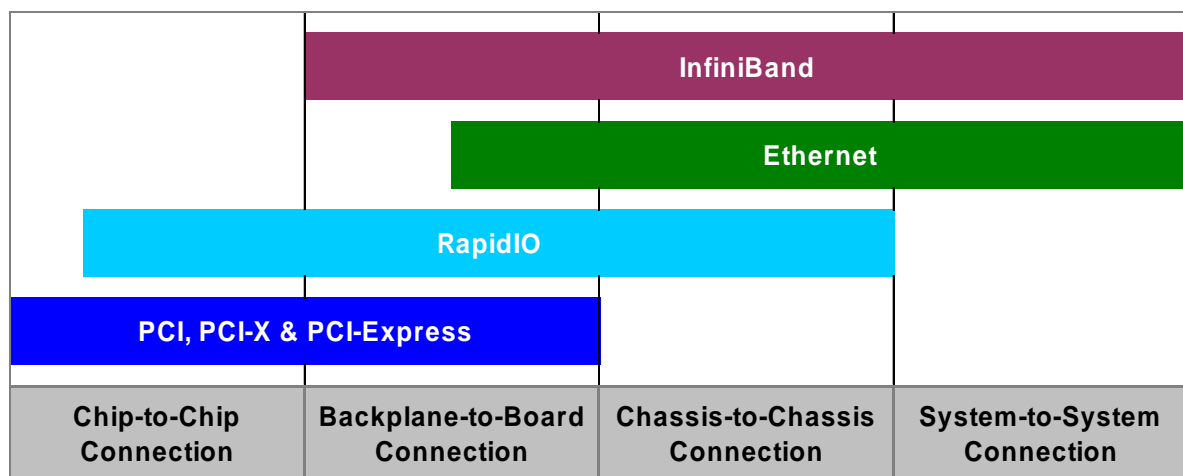 InfiniBand
Ethernet
RapidIO
PCI, PCI-X & PCI-Express
Chip-to-Chip
Connection
Backplane-to-Board
Connection
Chassis-to-Chassis
Connection
System-to-System
Connection